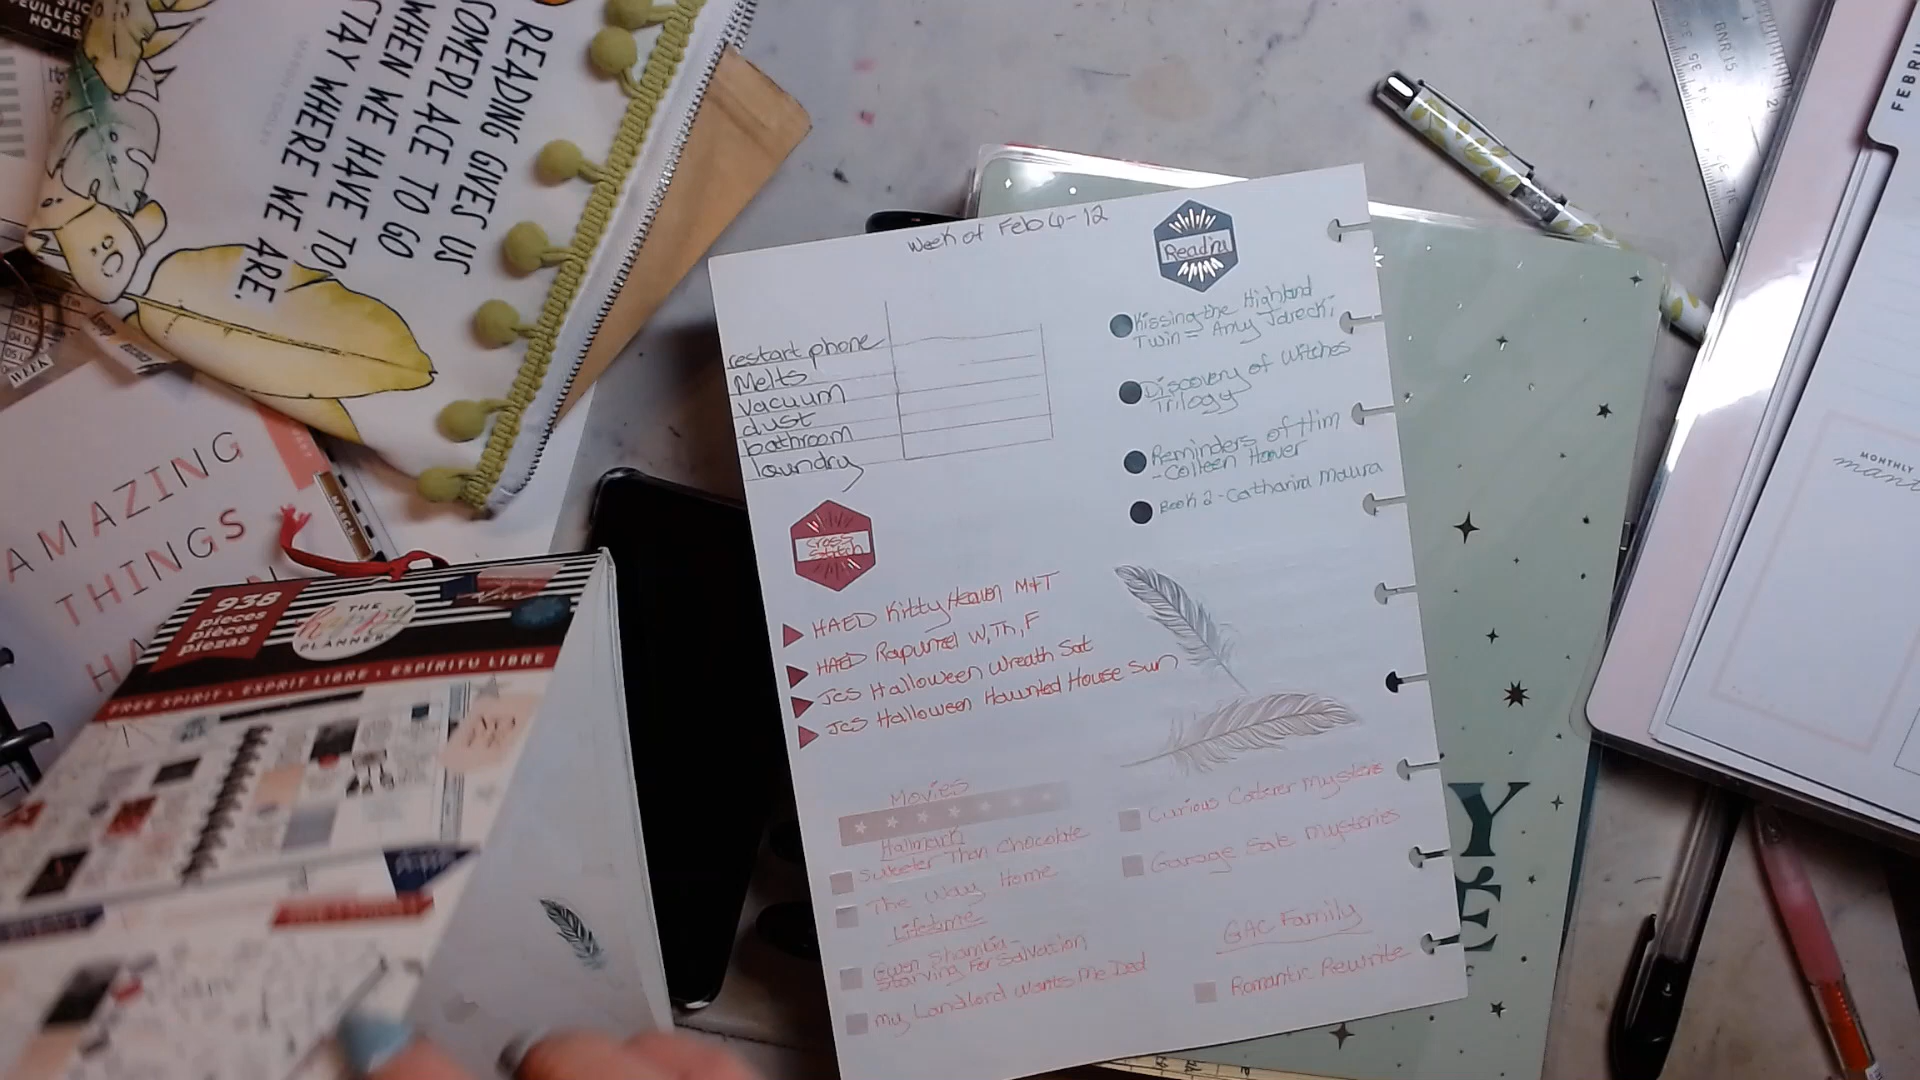 READING GIVES US
SOMEPLACE TO GO
WHEN WE HAVE TO
STAY WHERE WE ARE.
AMAZING
THINGS
MARCH
938
pieces
pièces
piezas
THE
happy
PLANNER
FREE SPIRIT • ESPRIT LIBRE • ESPÍRITU LIBRE
Week of Feb 6-12
restart phone
Melts
vacuum
dust
bathroom
laundry
Cross
Stitch
HAED Kitty Heaven M+T
HAED Rapunzel W, Th, F
Jcs Halloween Wreath Sat
Jcs Halloween Haunted House Sun
Movies
Hallmark
Sweeter Than Chocolate
The Way Home
Lifetime
Gwen Shamblin-
Starving For Salvation
My Landlord Wants Me Dead
Reading
Kissing the Highland
Twin = Amy Jarecki
Discovery of Witches
Trilogy
Reminders of Him
- Colleen Hoover
Book 2 - Catharina Maura
Curious Caterer Mystery
Garage Sale Mysteries
GAC Family
Romantic Rewrite
MONTHLY